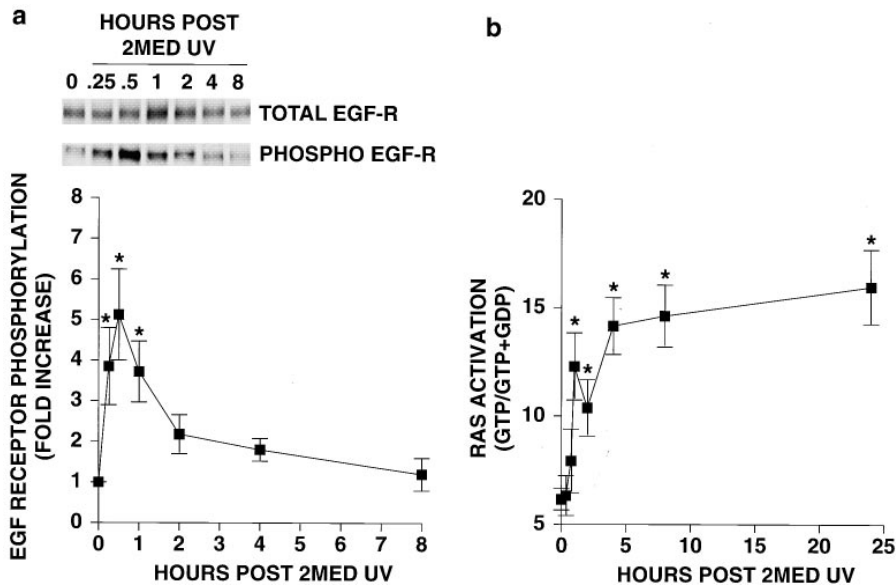 a
HOURS POST
2MED UV
0 .25 .5 1 2 4 8
TOTAL EGF-R
PHOSPHO EGF-R
EGF RECEPTOR PHOSPHORYLATION
(FOLD INCREASE)
8
7
6
5
4
3
2
1
0
* * *
0 1 2 3 4 5 6 7 8
HOURS POST 2MED UV
b
RAS ACTIVATION
(GTP/GTP+GDP)
20
15
10
5
* * * * *
0 5 10 15 20 25
HOURS POST 2MED UV